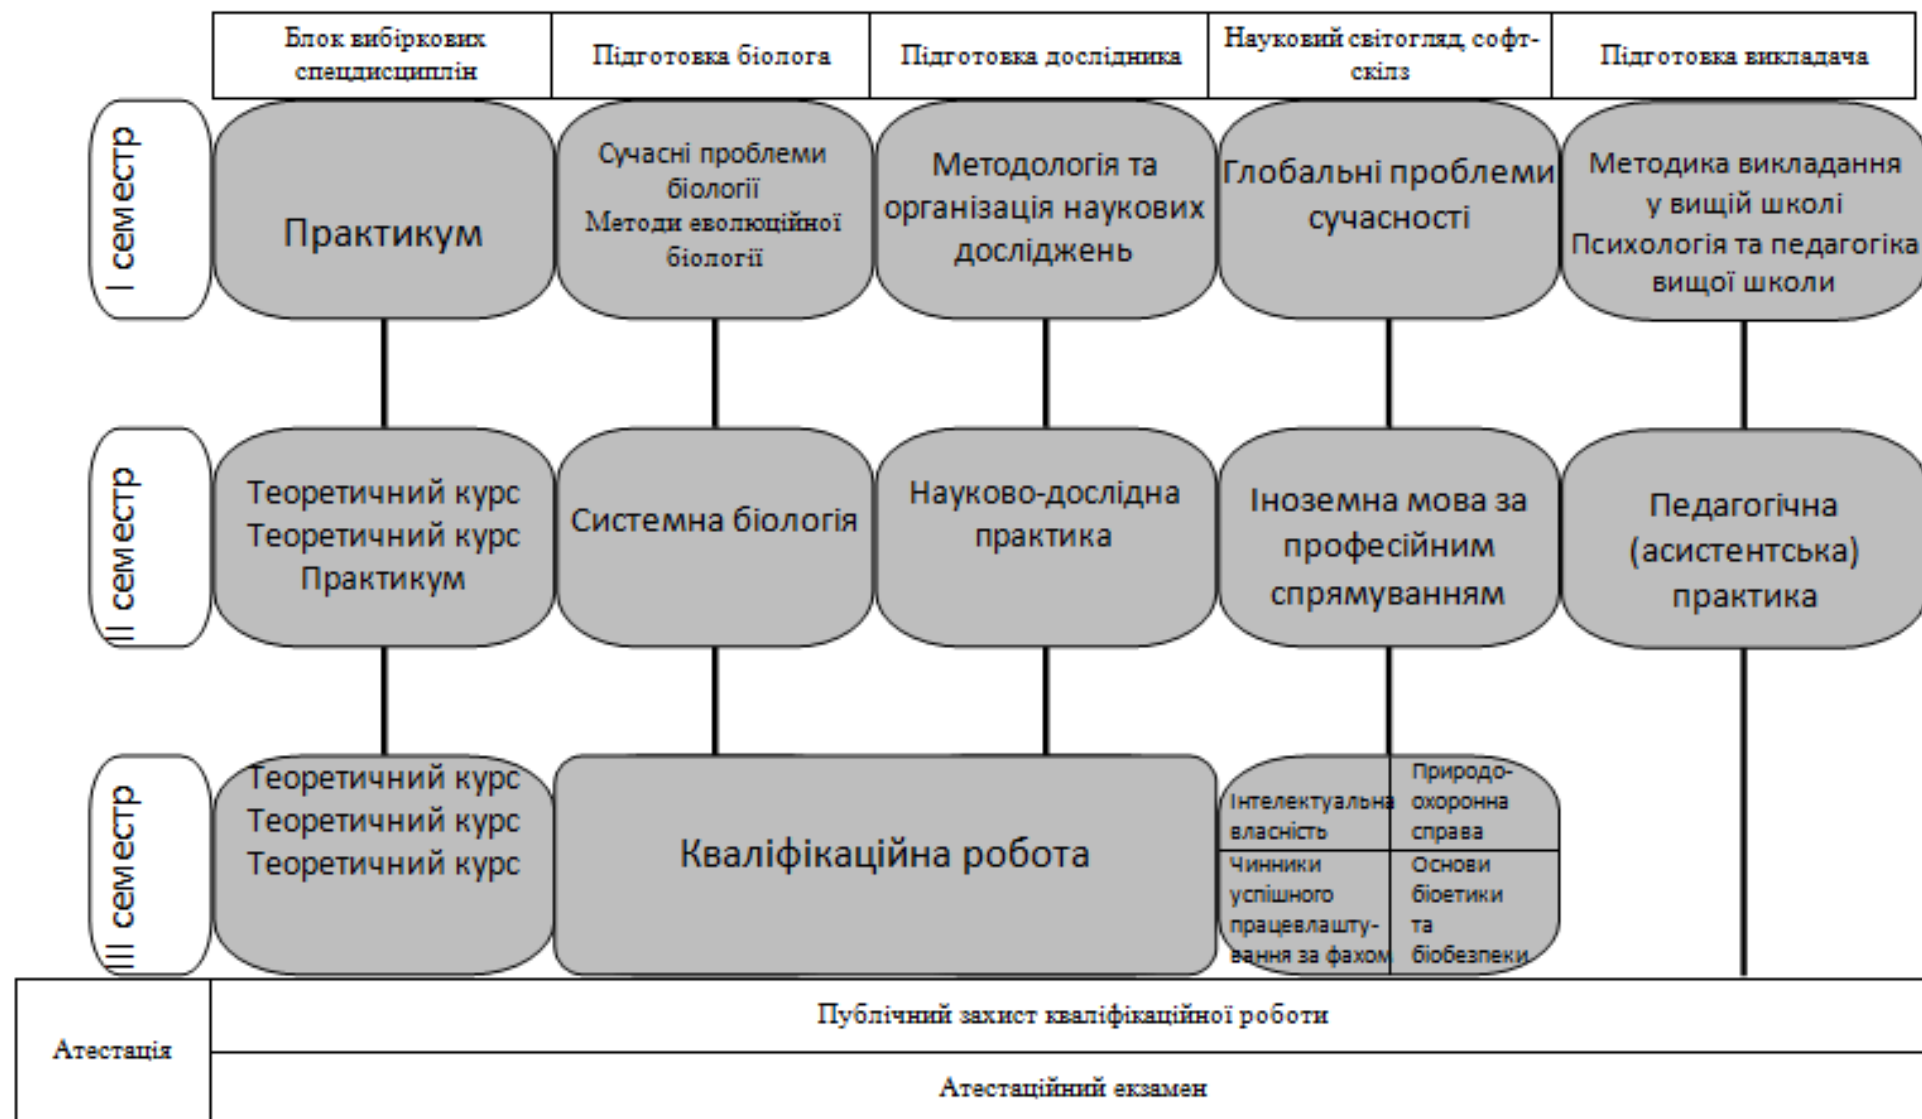 Блок вибіркових
спецдисциплін
Підготовка біолога
Підготовка дослідника
Науковий світогляд, софт-
скілз
Підготовка викладача
I семестр
Практикум
Сучасні проблеми
біології
Методи еволюційної
біології
Методологія та
організація наукових
досліджень
Глобальні проблеми
сучасності
Методика викладання
у вищій школі
Психологія та педагогіка
вищої школи
II семестр
Теоретичний курс
Теоретичний курс
Практикум
Системна біологія
Науково-дослідна
практика
Іноземна мова за
професійним
спрямуванням
Педагогічна
(асистентська)
практика
III семестр
Теоретичний курс
Теоретичний курс
Теоретичний курс
Кваліфікаційна робота
Інтелектуальна
власність
Природо-
охоронна
справа
Чинники
успішного
працевлашту-
вання за фахом
Основи
біоетики
та
біобезпеки
Атестація
Публічний захист кваліфікаційної роботи
Атестаційний екзамен